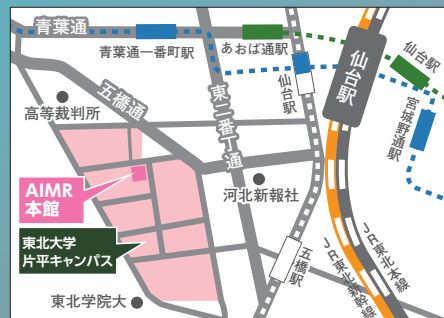 青葉通
青葉通一番町駅
あおば通駅
仙台駅
仙台駅
仙台駅
宮城野通駅
五橋通
東二番丁通
高等裁判所
河北新報社
AIMR
本館
東北大学
片平キャンパス
五橋駅
東北学院大
JR東北新幹線
JR東北本線